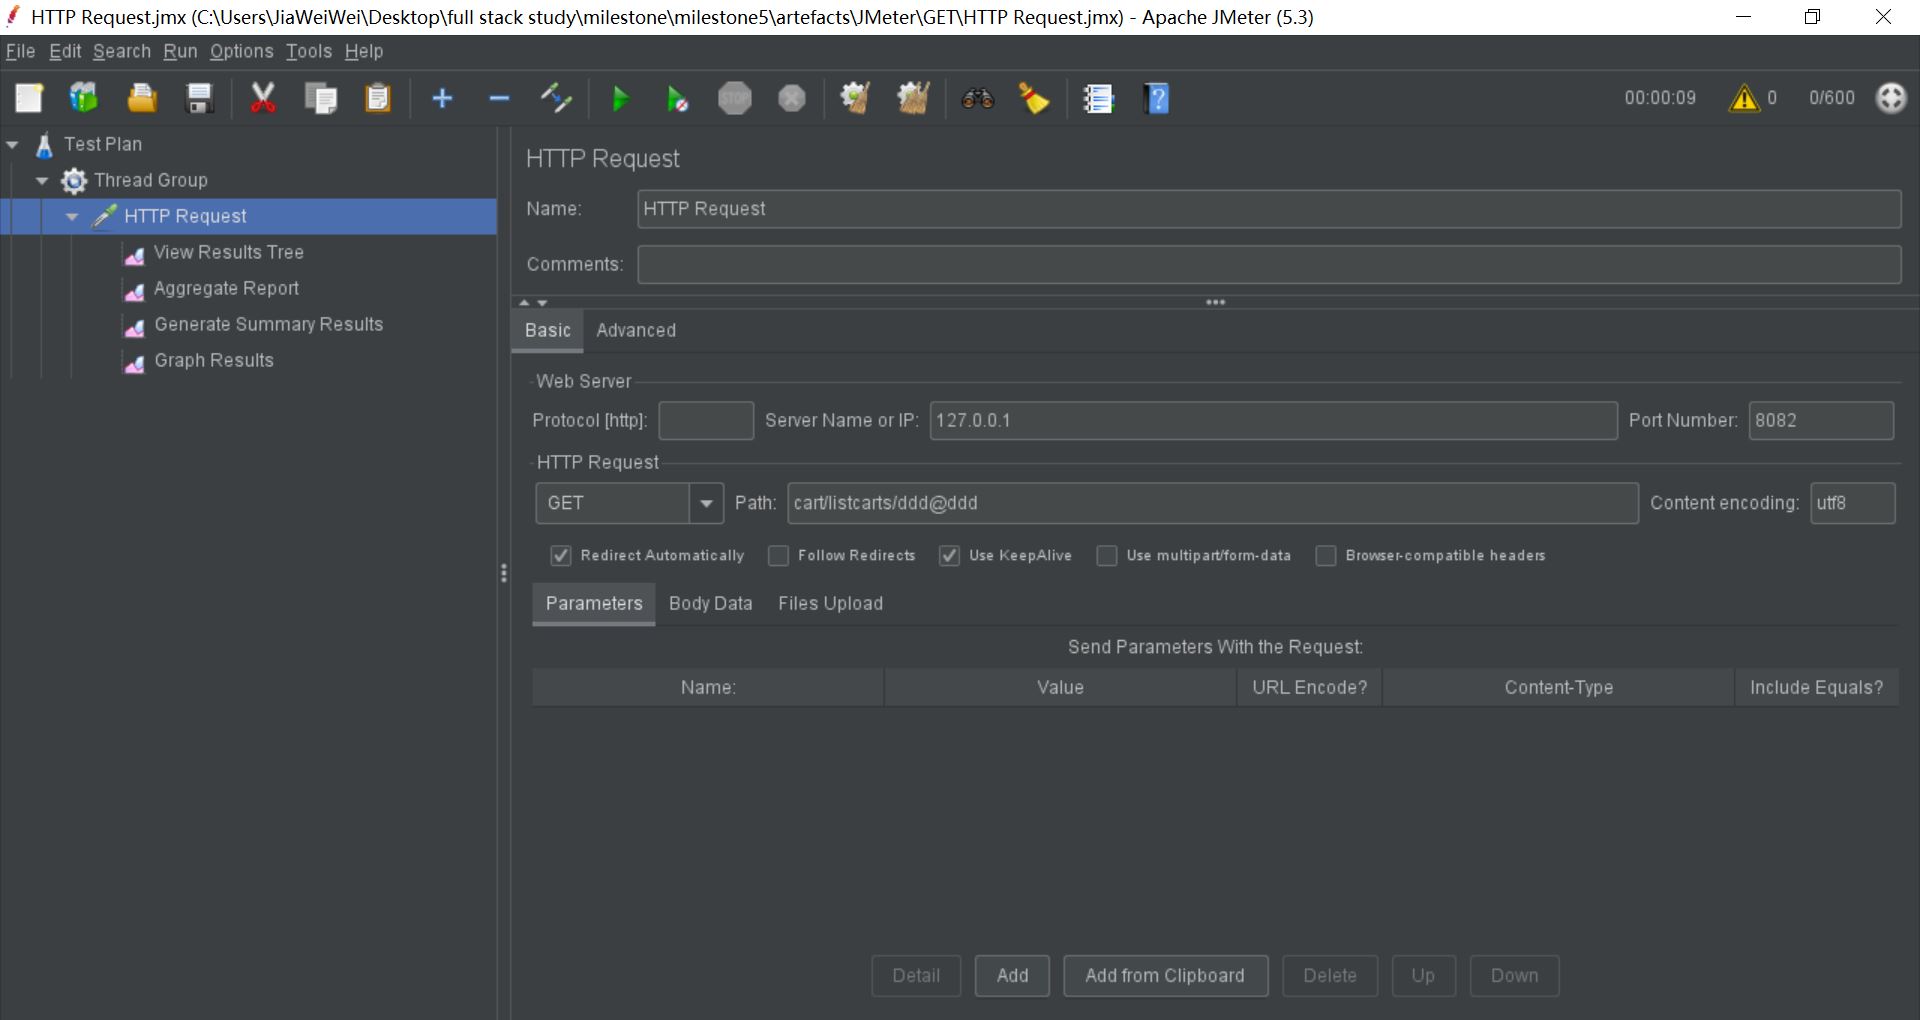 HTTP Request.jmx (C:\Users\JiaWeiWei\Desktop\full stack study\milestone\milestone5\artefacts\JMeter\GET\HTTP Request.jmx) - Apache JMeter (5.3)
File Edit Search Run Options Tools Help
STOP 00:00:09 0 0/600
Test Plan
Thread Group
HTTP Request
View Results Tree
Aggregate Report
Generate Summary Results
Graph Results
HTTP Request
Name: HTTP Request
Comments:
Basic Advanced
Web Server
Protocol [http]: Server Name or IP: 127.0.0.1 Port Number: 8082
HTTP Request
GET Path: cart/listcarts/ddd@ddd Content encoding: utf8
Redirect Automatically Follow Redirects Use KeepAlive Use multipart/form-data Browser-compatible headers
Parameters Body Data Files Upload
Send Parameters With the Request:
Name: Value URL Encode? Content-Type Include Equals?
Detail Add Add from Clipboard Delete Up Down